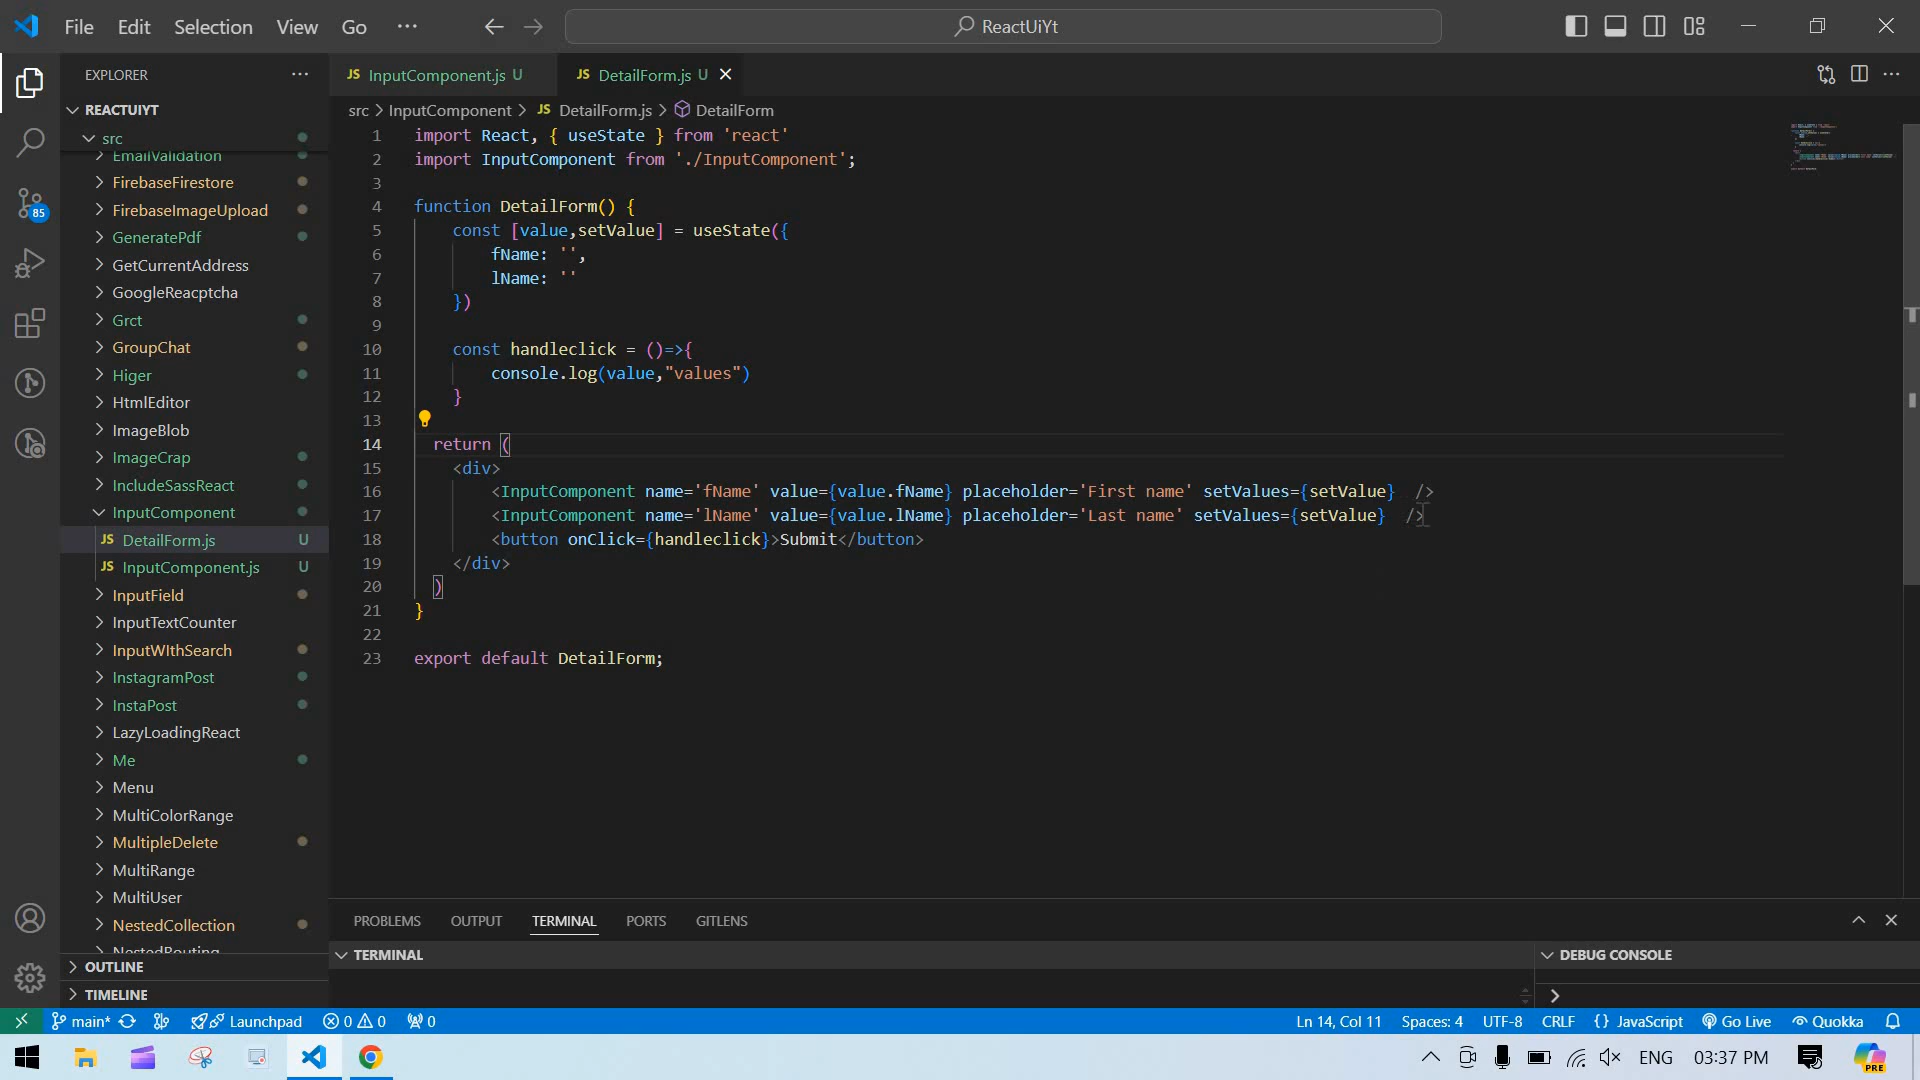 File Edit Selection View Go ···
ReactUiYt
EXPLORER ···
REACTUIYT
src
EmailValidation
FirebaseFirestore
FirebaseImageUpload
GeneratePdf
GetCurrentAddress
GoogleReacptcha
Grct
GroupChat
Higer
HtmlEditor
ImageBlob
ImageCrap
IncludeSassReact
InputComponent
JS DetailForm.js U
JS InputComponent.js U
InputField
InputTextCounter
InputWIthSearch
InstagramPost
InstaPost
LazyLoadingReact
Me
Menu
MultiColorRange
MultipleDelete
MultiRange
MultiUser
NestedCollection
NestedRouting
OUTLINE
TIMELINE
85
JS InputComponent.js U
JS DetailForm.js U
src > InputComponent > JS DetailForm.js > DetailForm
1 import React, { useState } from 'react'
2 import InputComponent from './InputComponent';
3
4 function DetailForm() {
5 const [value,setValue] = useState({
6 fName: '',
7 lName: ''
8 })
9
10 const handleclick = ()=>{
11 console.log(value,"values")
12 }
13
14 return (
15 <div>
16 <InputComponent name='fName' value={value.fName} placeholder='First name' setValues={setValue} />
17 <InputComponent name='lName' value={value.lName} placeholder='Last name' setValues={setValue} />
18 <button onClick={handleclick}>Submit</button>
19 </div>
20 )
21 }
22
23 export default DetailForm;
PROBLEMS OUTPUT TERMINAL PORTS GITLENS
TERMINAL
DEBUG CONSOLE
main* Launchpad 0 0 0
Ln 14, Col 11 Spaces: 4 UTF-8 CRLF {} JavaScript Go Live Quokka
ENG 03:37 PM
PRE